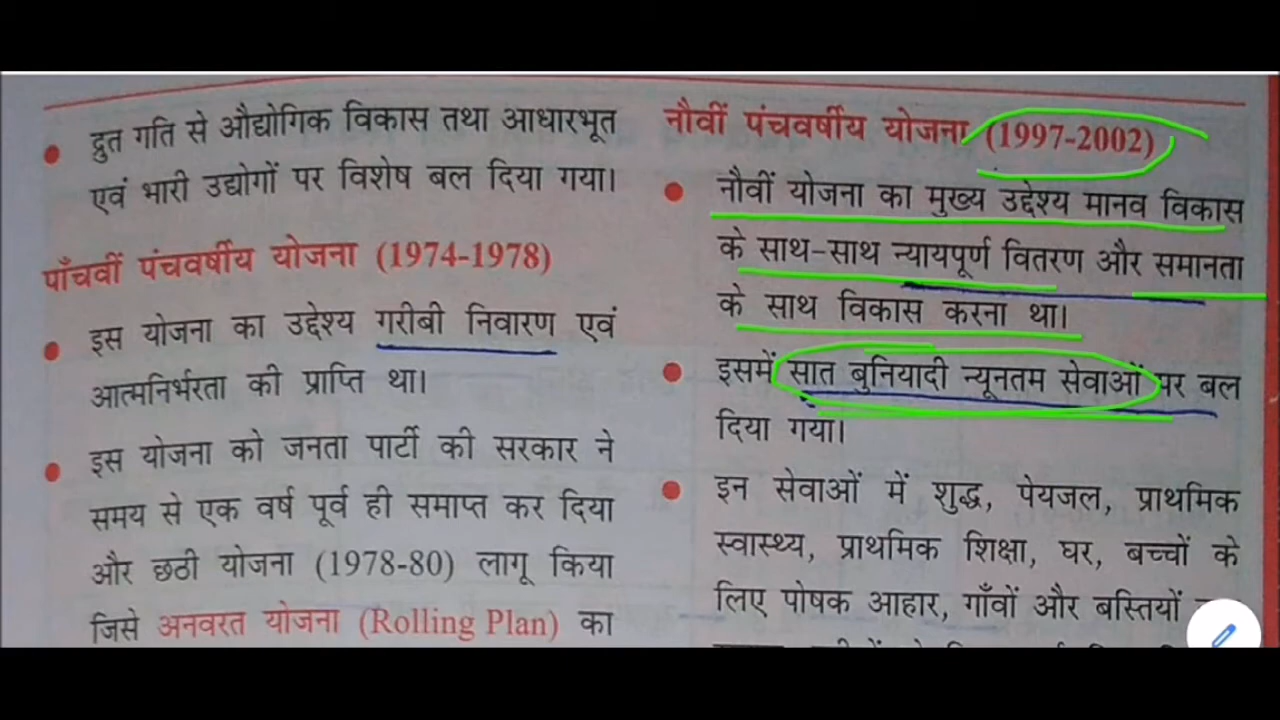 द्रुत गति से औद्योगिक विकास तथा आधारभूत
एवं भारी उद्योगों पर विशेष बल दिया गया।
पाँचवीं पंचवर्षीय योजना (1974-1978)
इस योजना का उद्देश्य गरीबी निवारण एवं
आत्मनिर्भरता की प्राप्ति था।
इस योजना को जनता पार्टी की सरकार ने
समय से एक वर्ष पूर्व ही समाप्त कर दिया
और छठी योजना (1978-80) लागू किया
जिसे अनवरत योजना (Rolling Plan) का
नौवीं पंचवर्षीय योजना (1997-2002)
नौवीं योजना का मुख्य उद्देश्य मानव विकास
के साथ-साथ न्यायपूर्ण वितरण और समानता
के साथ विकास करना था।
इसमें सात बुनियादी न्यूनतम सेवाओं पर बल
दिया गया।
इन सेवाओं में शुद्ध, पेयजल, प्राथमिक
स्वास्थ्य, प्राथमिक शिक्षा, घर, बच्चों के
लिए पोषक आहार, गाँवों और बस्तियों